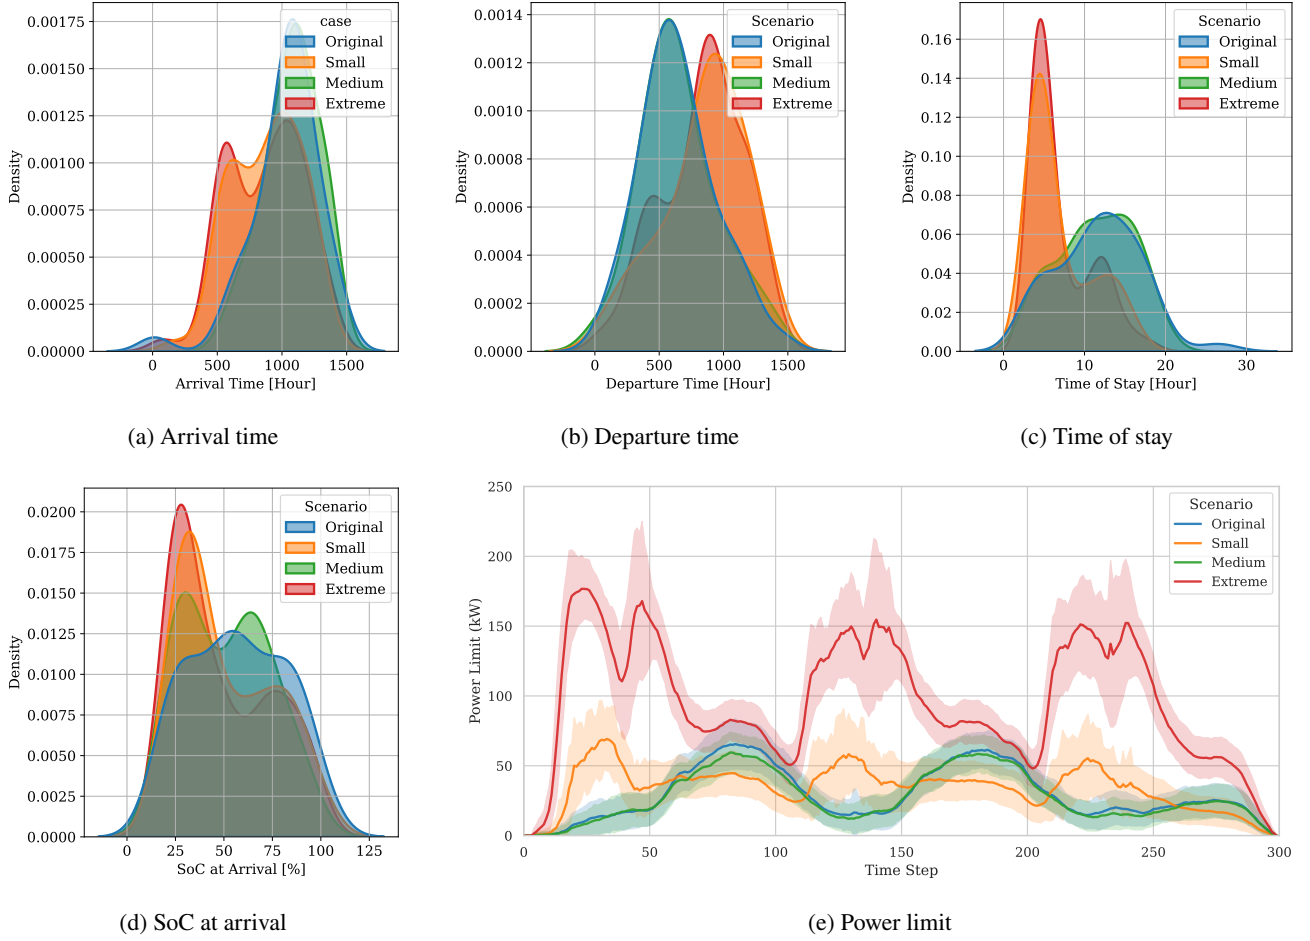 0.00175
0.00150
0.00125
0.00100
0.00075
0.00050
0.00025
0.00000
Density
0 500 1000 1500
Arrival Time [Hour]
case
Original
Small
Medium
Extreme
(a) Arrival time
0.0014
0.0012
0.0010
0.0008
0.0006
0.0004
0.0002
0.0000
Density
0 500 1000 1500
Departure Time [Hour]
Scenario
Original
Small
Medium
Extreme
(b) Departure time
0.16
0.14
0.12
0.10
0.08
0.06
0.04
0.02
0.00
Density
0 10 20 30
Time of Stay [Hour]
Scenario
Original
Small
Medium
Extreme
(c) Time of stay
0.0200
0.0175
0.0150
0.0125
0.0100
0.0075
0.0050
0.0025
0.0000
Density
0 25 50 75 100 125
SoC at Arrival [%]
Scenario
Original
Small
Medium
Extreme
(d) SoC at arrival
250
200
150
100
50
0
Power Limit (kW)
0 50 100 150 200 250 300
Time Step
Scenario
Original
Small
Medium
Extreme
(e) Power limit